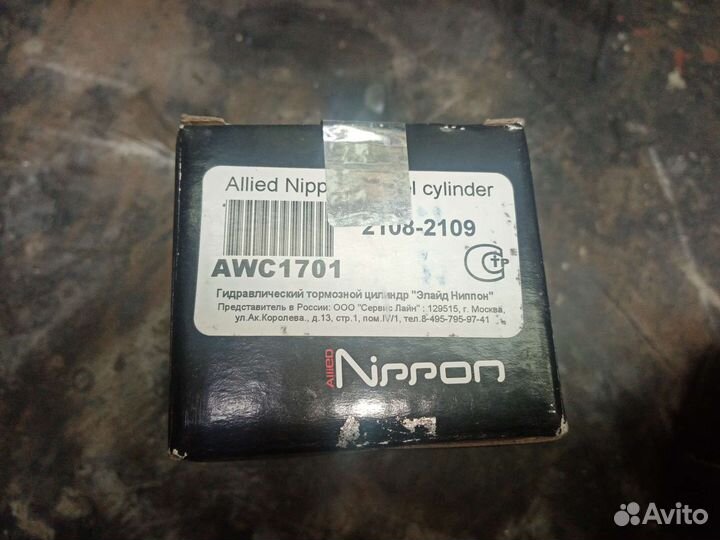 Allied Nipp el cylinder
2108-2109
AWC1701
Гидравлический тормозной цилиндр "Элайд Ниппон"
Представитель в России: ООО "Сервис Лайн" : 129515, г. Москва,
ул.Ак.Королева., д.13, стр.1, пом.IV/1, тел.8-495-795-97-41
Allied Nippon
Avito